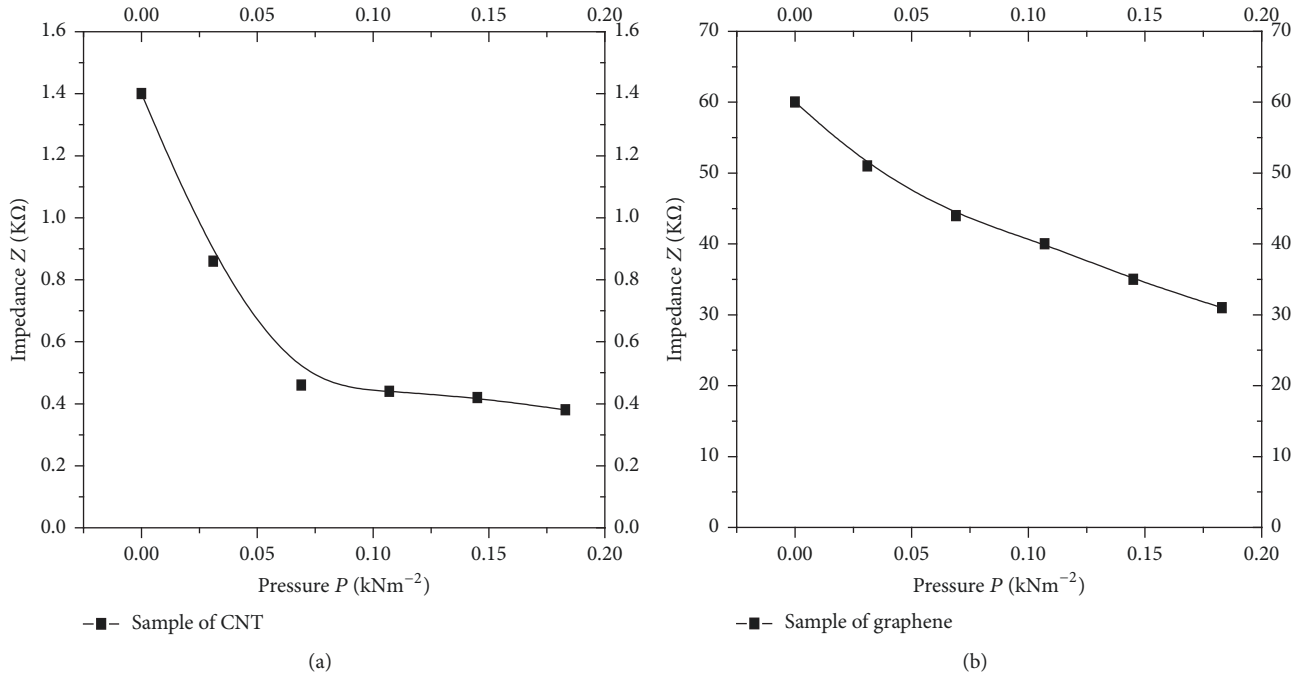 0.00 0.05 0.10 0.15 0.20
1.6 1.6
1.4 1.4
1.2 1.2
1.0 1.0
0.8 0.8
0.6 0.6
0.4 0.4
0.2 0.2
0.0 0.0
Impedance Z (KΩ)
0.00 0.05 0.10 0.15 0.20
Pressure P (kNm⁻²)
Sample of CNT
(a)
0.00 0.05 0.10 0.15 0.20
70 70
60 60
50 50
40 40
30 30
20 20
10 10
0 0
Impedance Z (KΩ)
0.00 0.05 0.10 0.15 0.20
Pressure P (kNm⁻²)
Sample of graphene
(b)